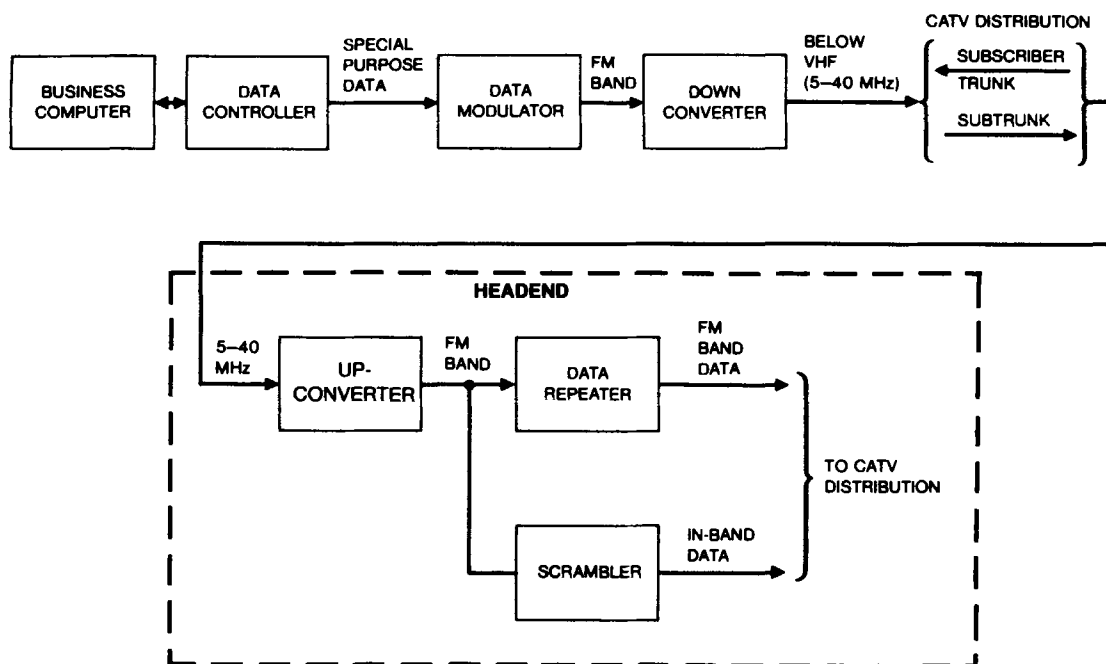 CATV DISTRIBUTION
BUSINESS
COMPUTER
DATA
CONTROLLER
SPECIAL
PURPOSE
DATA
DATA
MODULATOR
FM
BAND
DOWN
CONVERTER
BELOW
VHF
(5–40 MHz)
SUBSCRIBER
TRUNK
SUBTRUNK
HEADEND
5–40
MHz
UP-
CONVERTER
FM
BAND
DATA
REPEATER
FM
BAND
DATA
SCRAMBLER
IN-BAND
DATA
TO CATV
DISTRIBUTION